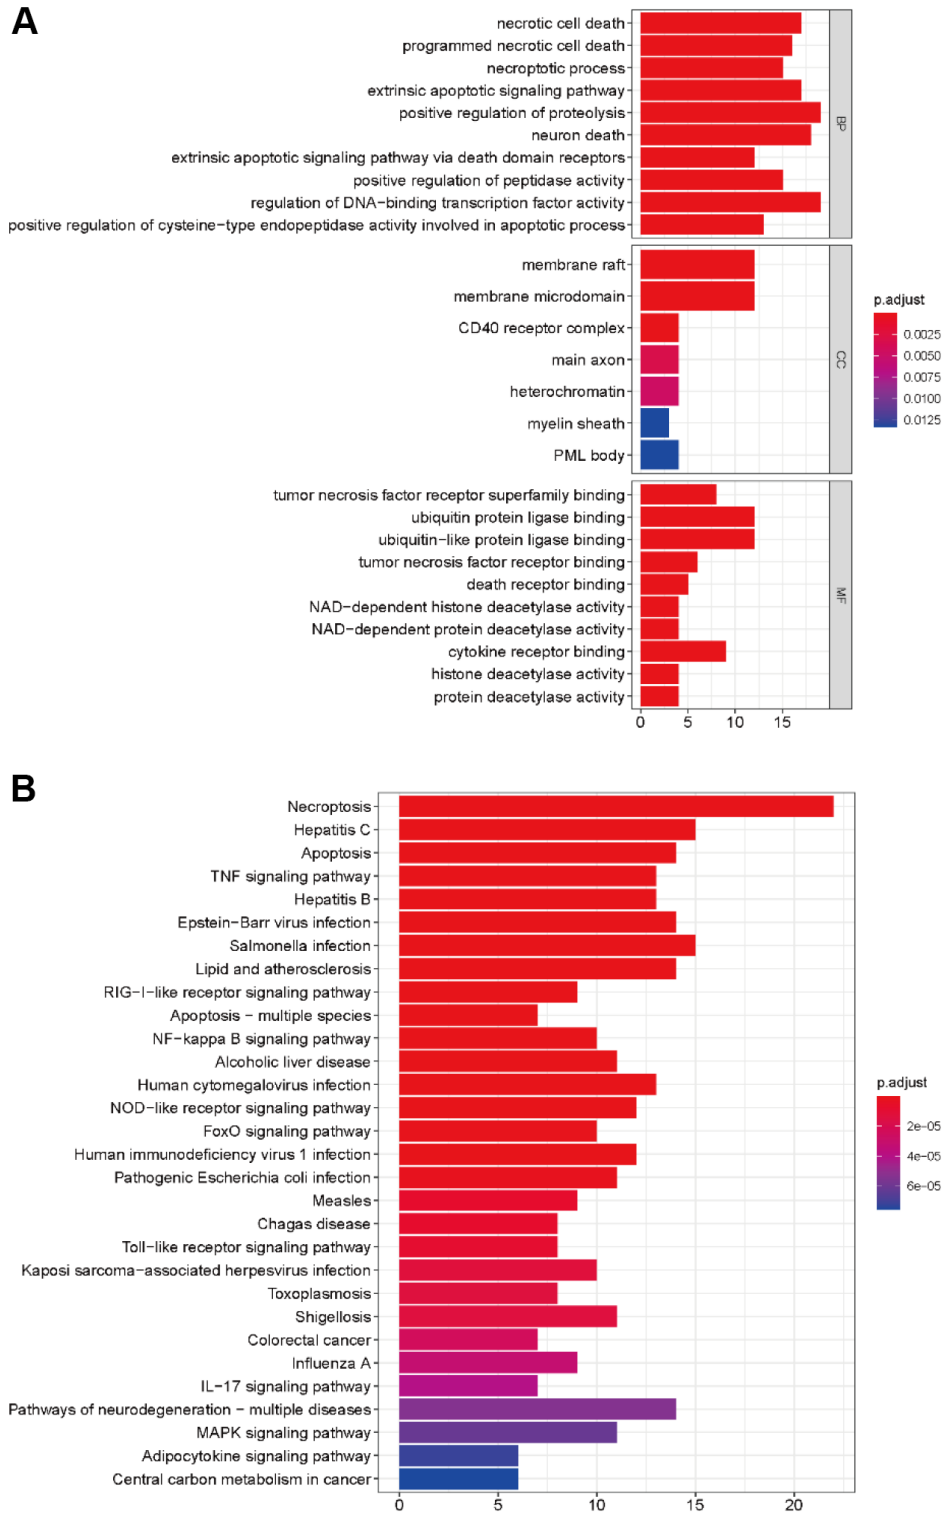 A
necrotic cell death
programmed necrotic cell death
necroptotic process
extrinsic apoptotic signaling pathway
positive regulation of proteolysis
neuron death
extrinsic apoptotic signaling pathway via death domain receptors
positive regulation of peptidase activity
regulation of DNA−binding transcription factor activity
positive regulation of cysteine−type endopeptidase activity involved in apoptotic process
BP
membrane raft
membrane microdomain
CD40 receptor complex
main axon
heterochromatin
myelin sheath
PML body
CC
p.adjust
0.0025
0.0050
0.0075
0.0100
0.0125
tumor necrosis factor receptor superfamily binding
ubiquitin protein ligase binding
ubiquitin−like protein ligase binding
tumor necrosis factor receptor binding
death receptor binding
NAD−dependent histone deacetylase activity
NAD−dependent protein deacetylase activity
cytokine receptor binding
histone deacetylase activity
protein deacetylase activity
MF
0 5 10 15
B
Necroptosis
Hepatitis C
Apoptosis
TNF signaling pathway
Hepatitis B
Epstein−Barr virus infection
Salmonella infection
Lipid and atherosclerosis
RIG−I−like receptor signaling pathway
Apoptosis − multiple species
NF−kappa B signaling pathway
Alcoholic liver disease
Human cytomegalovirus infection
NOD−like receptor signaling pathway
FoxO signaling pathway
Human immunodeficiency virus 1 infection
Pathogenic Escherichia coli infection
Measles
Chagas disease
Toll−like receptor signaling pathway
Kaposi sarcoma−associated herpesvirus infection
Toxoplasmosis
Shigellosis
Colorectal cancer
Influenza A
IL−17 signaling pathway
Pathways of neurodegeneration − multiple diseases
MAPK signaling pathway
Adipocytokine signaling pathway
Central carbon metabolism in cancer
0 5 10 15 20
p.adjust
2e−05
4e−05
6e−05